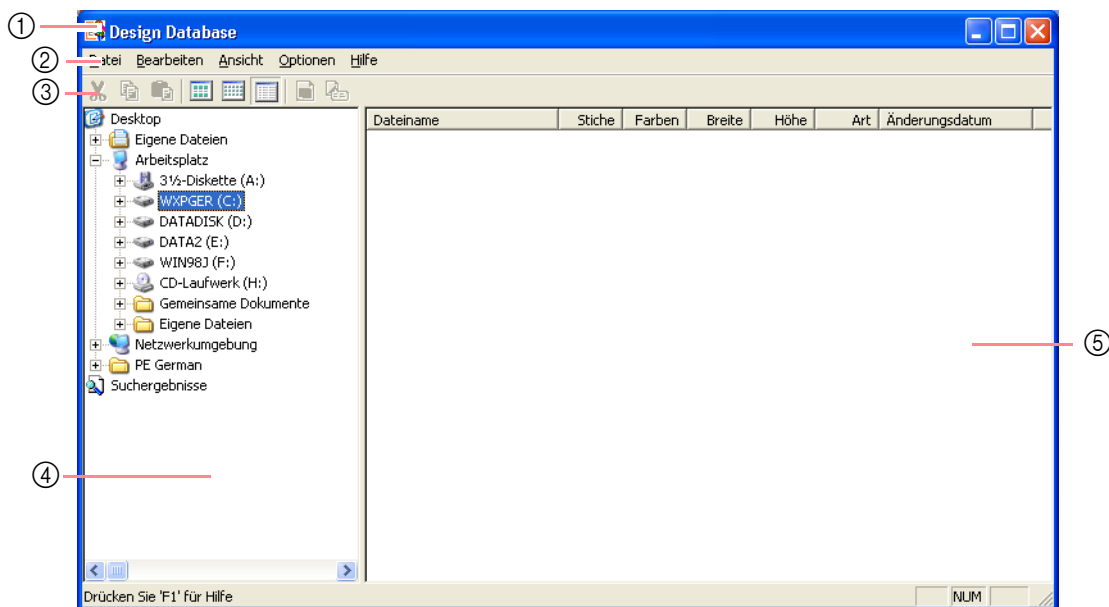 ① Design Database
② Datei Bearbeiten Ansicht Optionen Hilfe
③
Desktop
Eigene Dateien
Arbeitsplatz
3½-Diskette (A:)
WXPGER (C:)
DATADISK (D:)
DATA2 (E:)
WIN98J (F:)
CD-Laufwerk (H:)
Gemeinsame Dokumente
Eigene Dateien
Netzwerkumgebung
PE German
Suchergebnisse
④
Dateiname Stiche Farben Breite Höhe Art Änderungsdatum
⑤
Drücken Sie 'F1' für Hilfe NUM